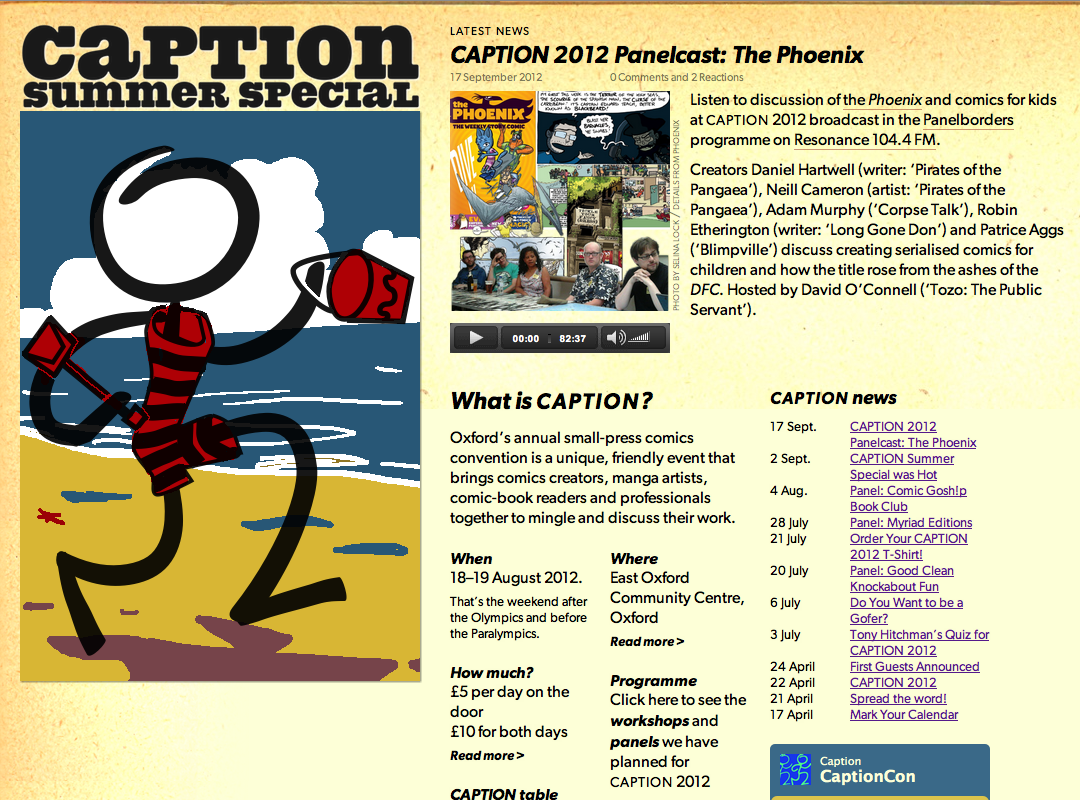 CAPTION
SUMMER SPECIAL
LATEST NEWS
CAPTION 2012 Panelcast: The Phoenix
17 September 2012
0 Comments and 2 Reactions
the
PHOENIX
THE WEEKLY STORY COMIC
PHOTO BY SELINA LOCK / DETAILS FROM PHOENIX
00:00
82:37
Listen to discussion of the Phoenix and comics for kids
at CAPTION 2012 broadcast in the Panelborders
programme on Resonance 104.4 FM.
Creators Daniel Hartwell (writer: ‘Pirates of the
Pangaea’), Neill Cameron (artist: ‘Pirates of the
Pangaea’), Adam Murphy (‘Corpse Talk’), Robin
Etherington (writer: ‘Long Gone Don’) and Patrice Aggs
(‘Blimpville’) discuss creating serialised comics for
children and how the title rose from the ashes of the
DFC. Hosted by David O’Connell (‘Tozo: The Public
Servant’).
What is CAPTION?
Oxford’s annual small-press comics
convention is a unique, friendly event that
brings comics creators, manga artists,
comic-book readers and professionals
together to mingle and discuss their work.
When
18–19 August 2012.
That’s the weekend after
the Olympics and before
the Paralympics.
How much?
£5 per day on the
door
£10 for both days
Read more >
CAPTION table
Where
East Oxford
Community Centre,
Oxford
Read more >
Programme
Click here to see the
workshops and
panels we have
planned for
CAPTION 2012
CAPTION news
17 Sept. CAPTION 2012
Panelcast: The Phoenix
2 Sept. CAPTION Summer
Special was Hot
4 Aug. Panel: Comic Gosh!p
Book Club
28 July Panel: Myriad Editions
21 July Order Your CAPTION
2012 T-Shirt!
20 July Panel: Good Clean
Knockabout Fun
6 July Do You Want to be a
Gofer?
3 July Tony Hitchman’s Quiz for
CAPTION 2012
24 April First Guests Announced
22 April CAPTION 2012
21 April Spread the word!
17 April Mark Your Calendar
Caption
CaptionCon